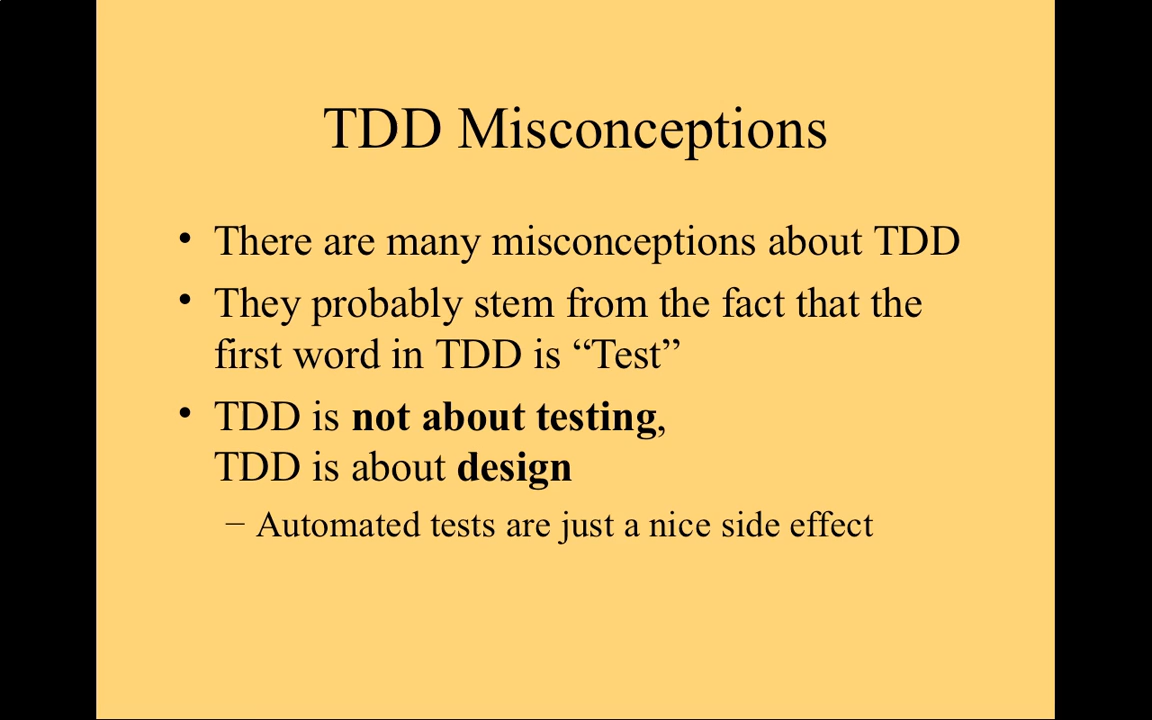 TDD Misconceptions
• There are many misconceptions about TDD
• They probably stem from the fact that the
first word in TDD is “Test”
• TDD is not about testing,
TDD is about design
– Automated tests are just a nice side effect